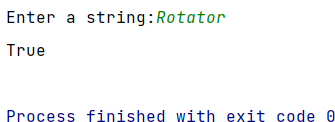 Enter a string:Rotator
True
Process finished with exit code 0